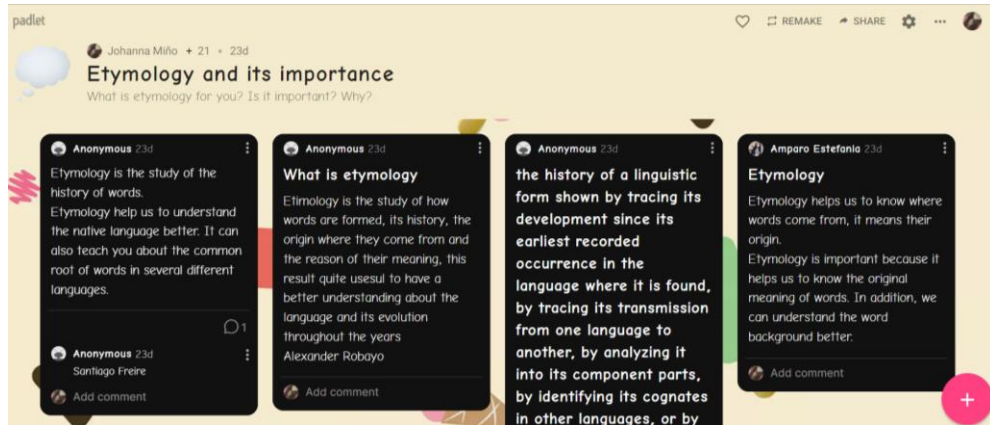 padlet
REMAKE
SHARE
Johanna Miño + 21 • 23d
Etymology and its importance
What is etymology for you? Is it important? Why?
Anonymous 23d
Etymology is the study of the
history of words.
Etymology help us to understand
the native language better. It can
also teach you about the common
root of words in several different
languages.
1
Anonymous 23d
Santiago Freire
Add comment
Anonymous 23d
What is etymology
Etimology is the study of how
words are formed, its history, the
origin where they come from and
the reason of their meaning, this
result quite usesul to have a
better understanding about the
language and its evolution
throughout the years
Alexander Robayo
Add comment
Anonymous 23d
the history of a linguistic
form shown by tracing its
development since its
earliest recorded
occurrence in the
language where it is found,
by tracing its transmission
from one language to
another, by analyzing it
into its component parts,
by identifying its cognates
in other languages, or by
Amparo Estefania 23d
Etymology
Etymology helps us to know where
words come from, it means their
origin.
Etymology is important because it
helps us to know the original
meaning of words. In addition, we
can understand the word
background better.
Add comment